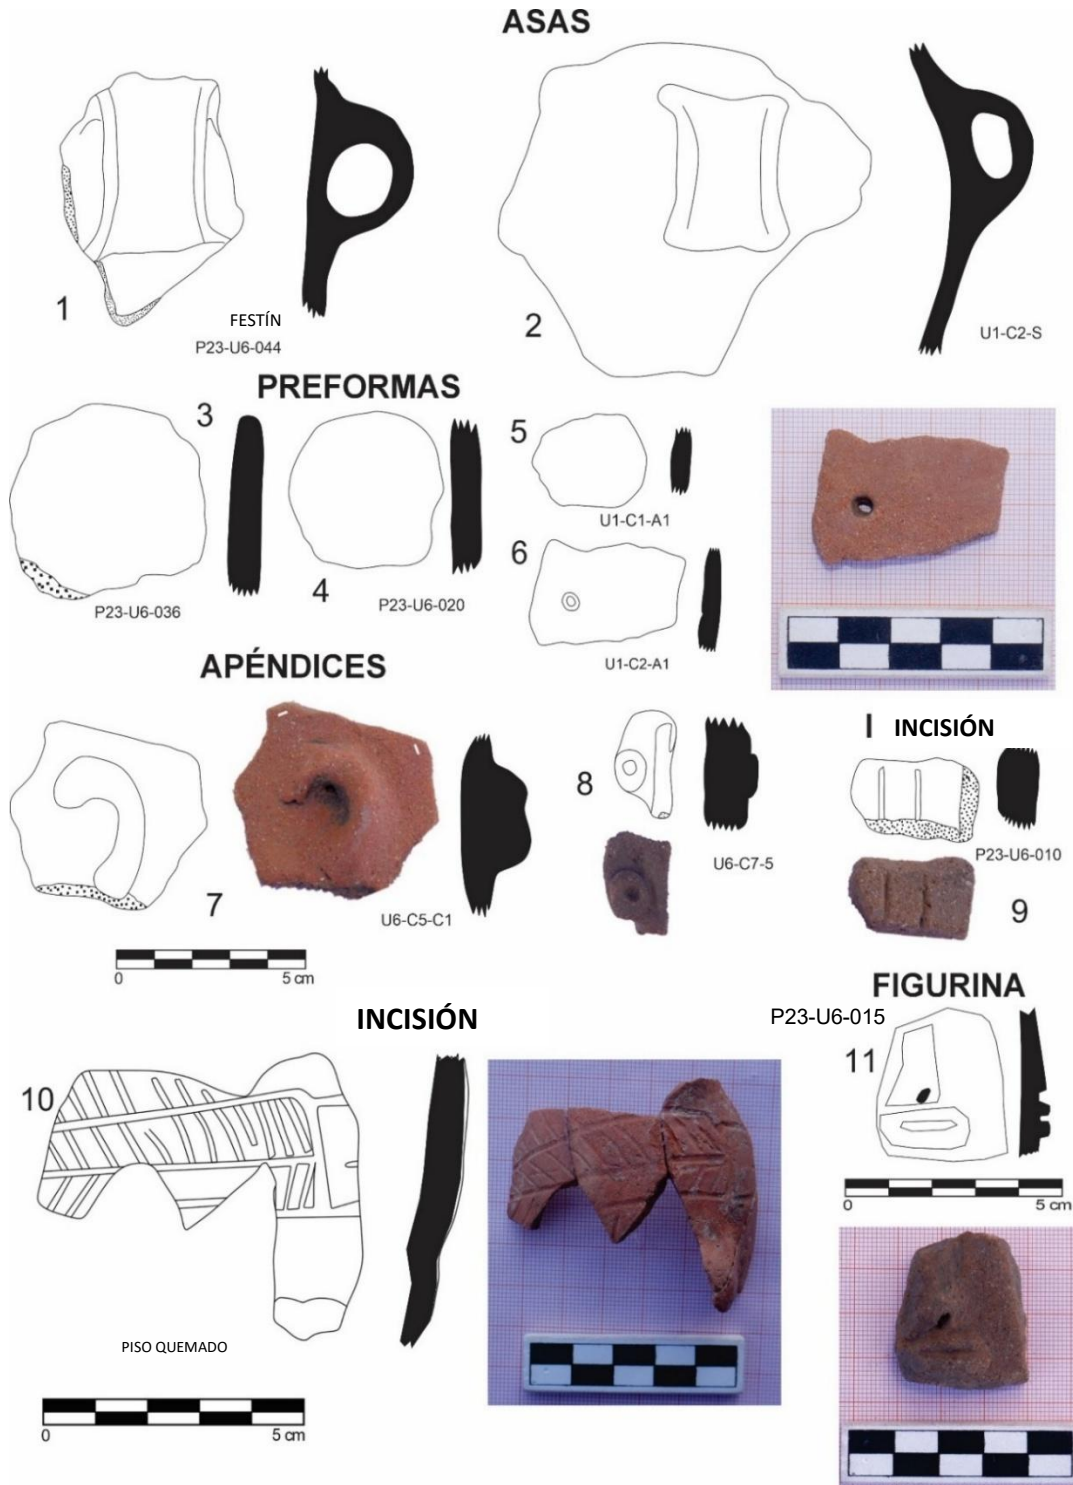 ASAS
1
FESTÍN
P23-U6-044
2
U1-C2-S
PREFORMAS
3
P23-U6-036
4
P23-U6-020
5
U1-C1-A1
6
U1-C2-A1
APÉNDICES
7
U6-C5-C1
0 5 cm
8
U6-C7-5
I INCISIÓN
P23-U6-010
9
INCISIÓN
10
PISO QUEMADO
0 5 cm
FIGURINA
P23-U6-015
11
0 5 cm